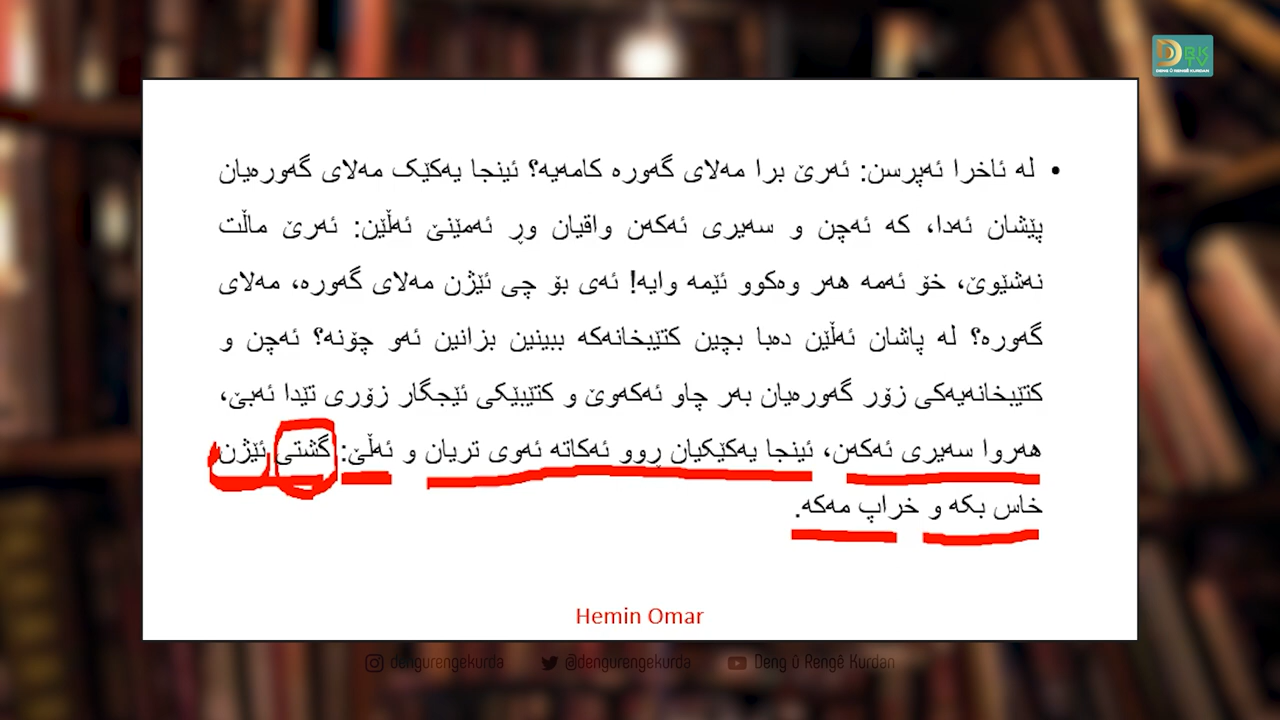 DRK TV
DENG Û RENGÊ KURDAN
• لە ئاخرا ئەپرسن: ئەرێ برا مەلای گەورە کامەیە؟ ئینجا یەکێک مەلای گەورەیان
پێشان ئەدا، کە ئەچن و سەیری ئەکەن واقیان وڕ ئەمێنێ ئەڵێن: ئەرێ ماڵت
نەشێوێ، خۆ ئەمە هەر وەکوو ئێمە وایە! ئەی بۆ چی ئێژن مەلای گەورە، مەلای
گەورە؟ لە پاشان ئەڵێن دەبا بچین کتێبخانەکە ببینین بزانین ئەو چۆنە؟ ئەچن و
کتێبخانەیەکی زۆر گەورەیان بەر چاو ئەکەوێ و کتێبێکی ئێجگار زۆری تێدا ئەبێ،
هەروا سەیری ئەکەن، ئینجا یەکێکیان ڕوو ئەکاتە ئەوی تریان و ئەڵێ: گشتی ئێژن
خاس بکە و خراپ مەکە.
Hemin Omar
dengurengekurda @dengurengekurda Deng û Rengê Kurdan